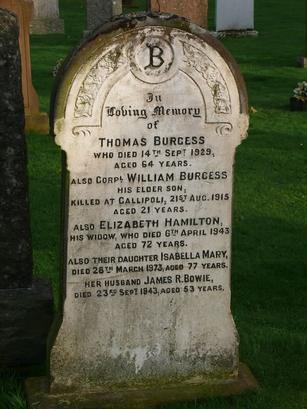 B
In
Loving Memory
of
THOMAS BURGESS
WHO DIED 14TH SEPT 1929,
AGED 64 YEARS.
ALSO CORPL WILLIAM BURGESS
HIS ELDER SON,
KILLED AT GALLIPOLI, 21ST AUG. 1915
AGED 21 YEARS.
ALSO ELIZABETH HAMILTON,
HIS WIDOW, WHO DIED 6TH APRIL 1943
AGED 72 YEARS.
ALSO THEIR DAUGHTER ISABELLA MARY,
DIED 26TH MARCH 1973, AGED 77 YEARS.
HER HUSBAND JAMES R. BOWIE,
DIED 23RD SEPT 1943, AGED 53 YEARS.